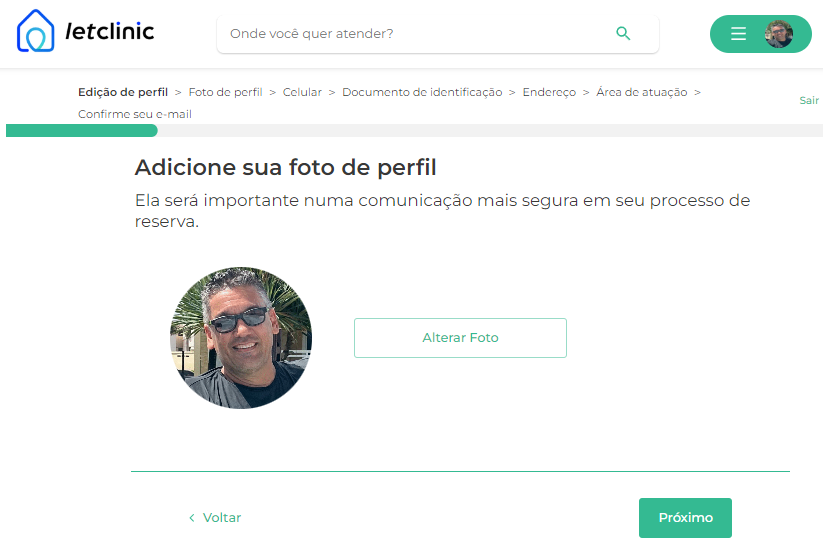 letclinic
Onde você quer atender?
Edição de perfil > Foto de perfil > Celular > Documento de identificação > Endereço > Área de atuação >
Sair
Confirme seu e-mail
Adicione sua foto de perfil
Ela será importante numa comunicação mais segura em seu processo de
reserva.
Alterar Foto
< Voltar
Próximo